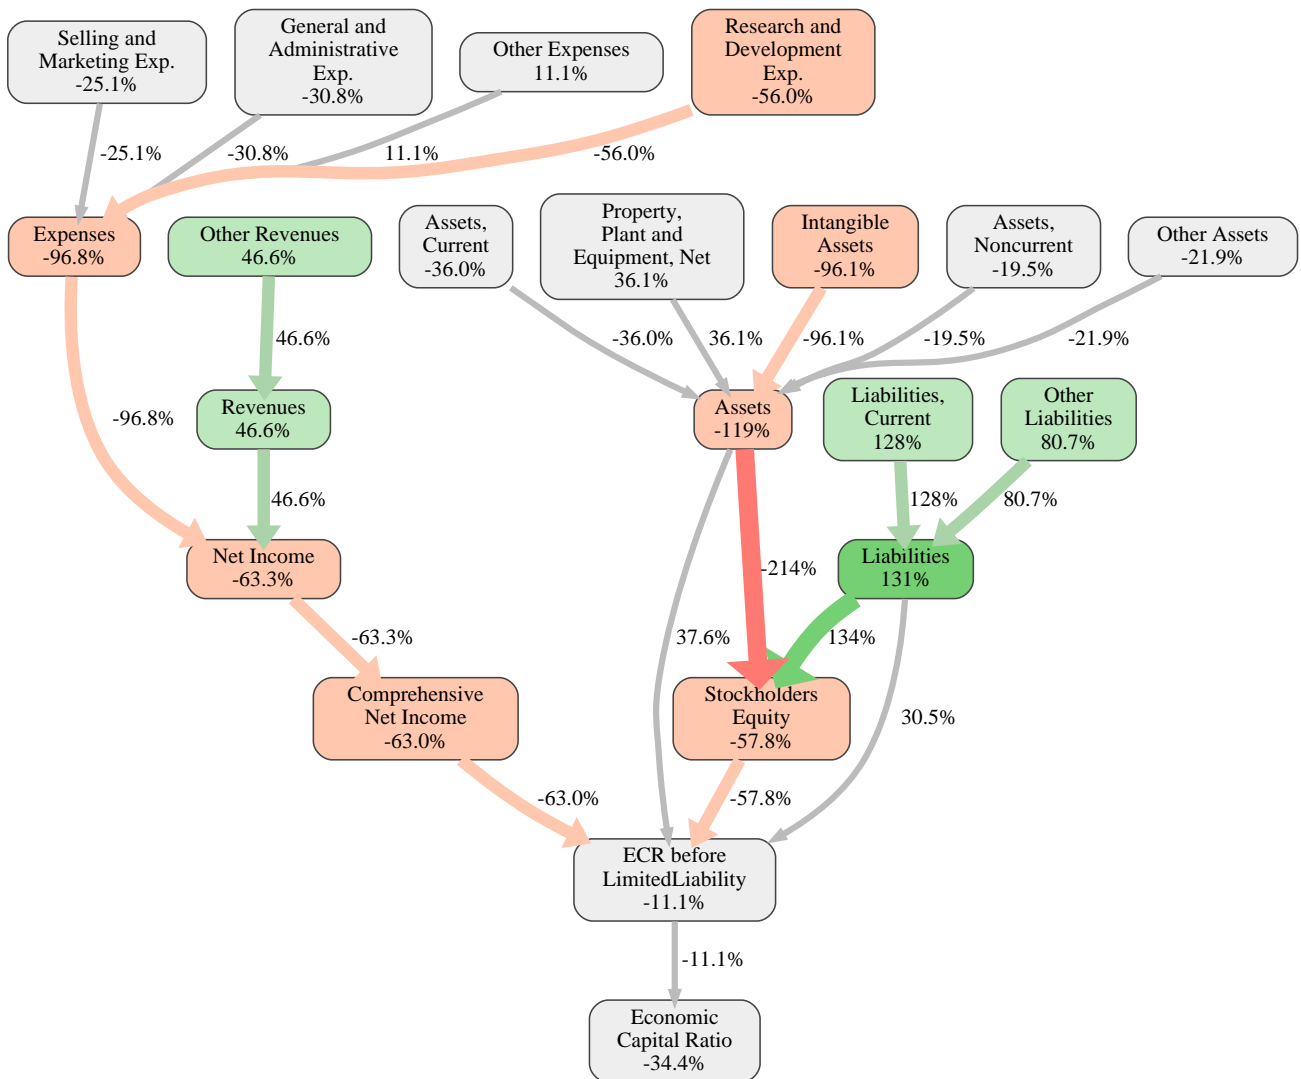 Selling and
Marketing Exp.
-25.1%
General and
Administrative
Exp.
-30.8%
Other Expenses
11.1%
Research and
Development
Exp.
-56.0%
-25.1%
-30.8%
11.1%
-56.0%
Expenses
-96.8%
Other Revenues
46.6%
Assets,
Current
-36.0%
Property,
Plant and
Equipment, Net
36.1%
Intangible
Assets
-96.1%
Assets,
Noncurrent
-19.5%
Other Assets
-21.9%
46.6%
-36.0%
36.1%
-96.1%
-19.5%
-21.9%
-96.8%
Revenues
46.6%
Assets
-119%
Liabilities,
Current
128%
Other
Liabilities
80.7%
46.6%
128%
80.7%
Net Income
-63.3%
-214%
Liabilities
131%
-63.3%
37.6%
134%
30.5%
Comprehensive
Net Income
-63.0%
Stockholders
Equity
-57.8%
-63.0%
-57.8%
ECR before
LimitedLiability
-11.1%
-11.1%
Economic
Capital Ratio
-34.4%